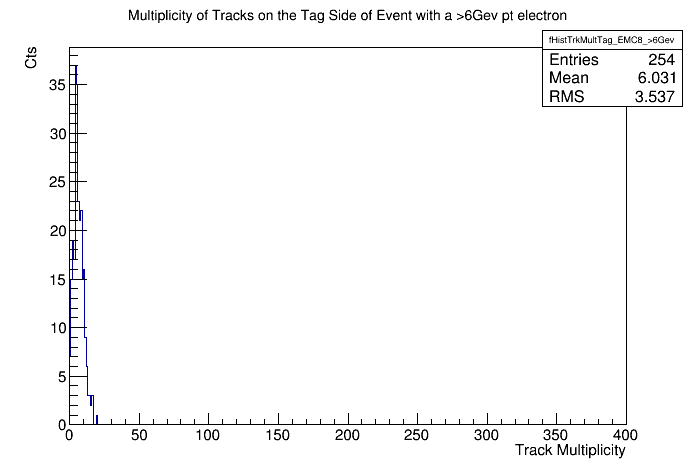 Multiplicity of Tracks on the Tag Side of Event with a >6Gev pt electron
fHistTrkMultTag_EMC8_>6Gev
Entries 254
Mean 6.031
RMS 3.537
Cts
35
30
25
20
15
10
5
0
0 50 100 150 200 250 300 350 400
Track Multiplicity